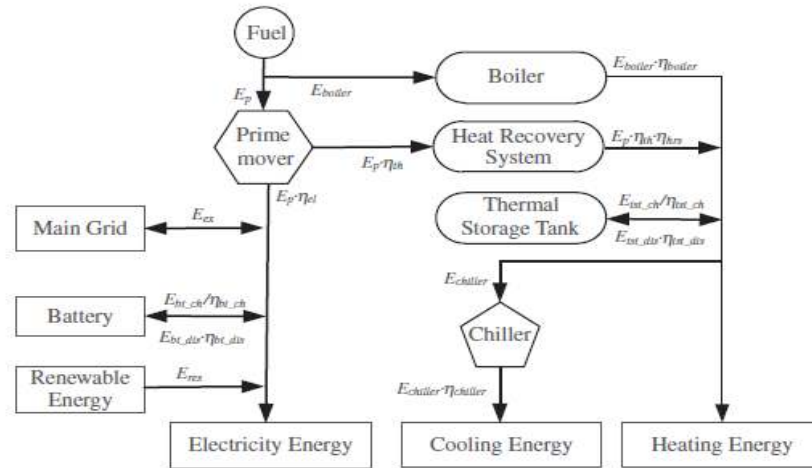 Fuel
E_boiler
Boiler
E_boiler·η_boiler
E_p
Prime
mover
E_p·η_th
Heat Recovery
System
E_p·η_th·η_hrs
E_p·η_el
Main Grid
E_ex
Thermal
Storage Tank
E_tst_ch/η_tst_ch
E_tst_dis·η_tst_dis
E_chiller
Battery
E_bt_ch/η_bt_ch
E_bt_dis·η_bt_dis
Chiller
Renewable
Energy
E_res
E_chiller·η_chiller
Electricity Energy
Cooling Energy
Heating Energy